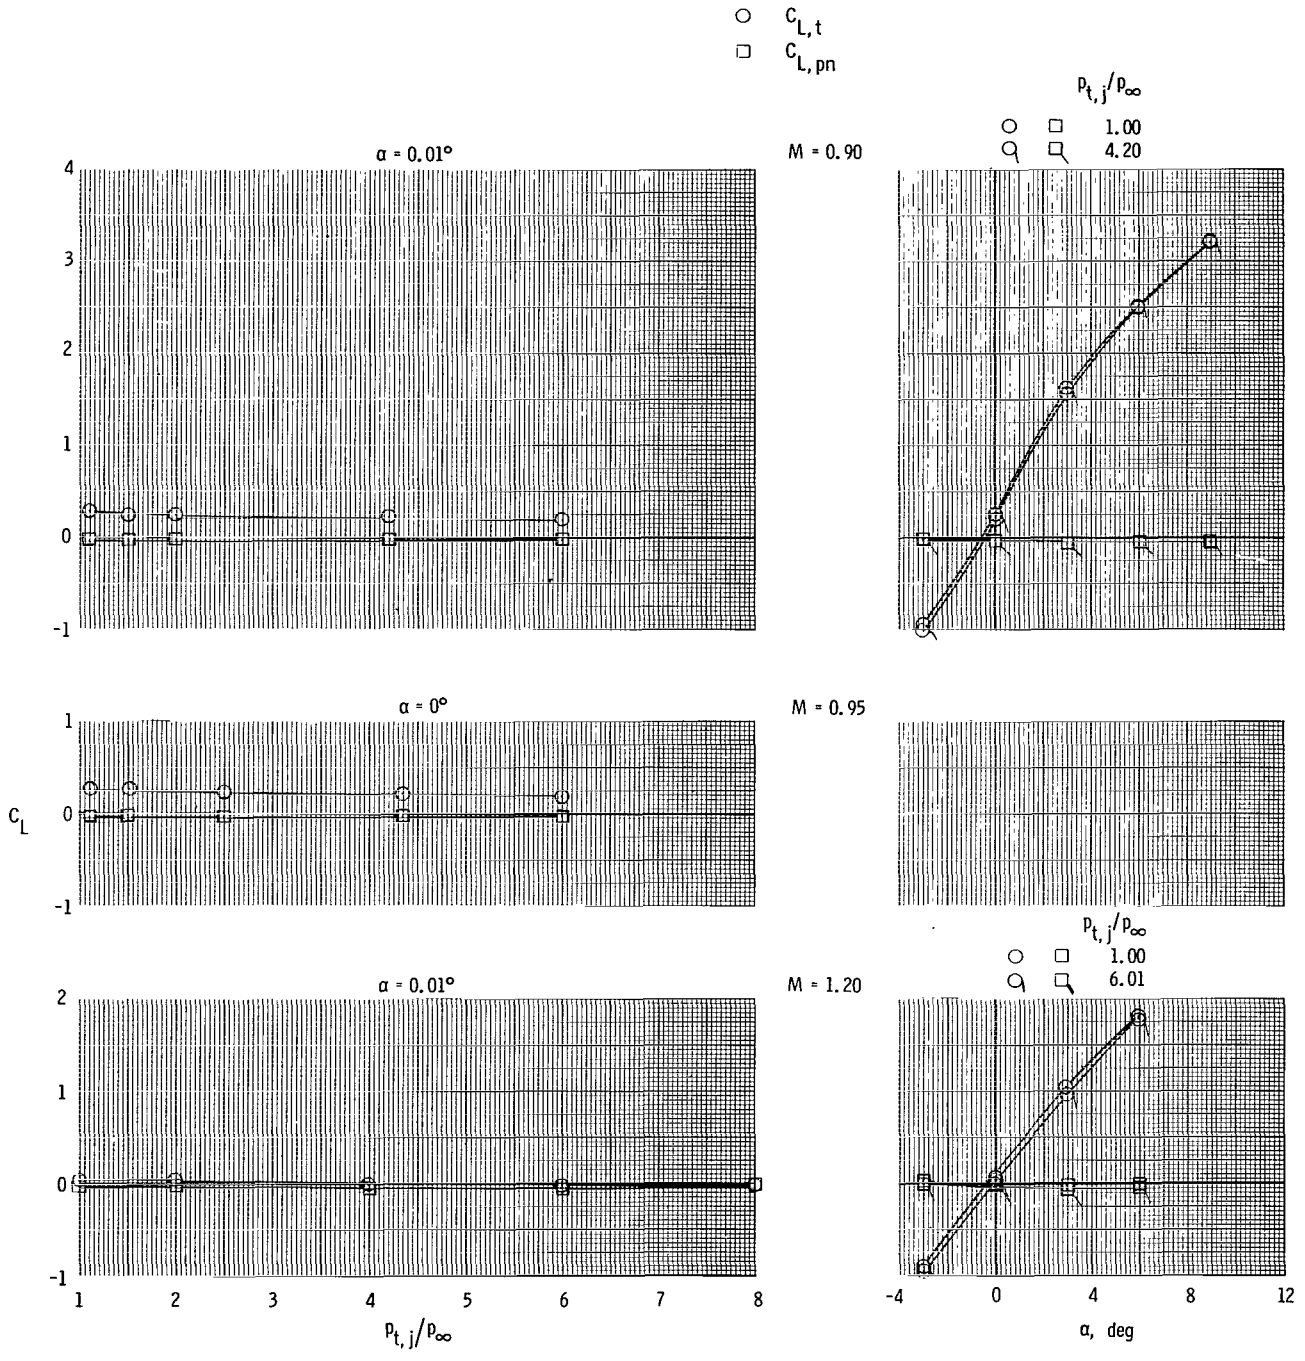 C_L,t
C_L,pn
p_t,j/p_∞
1.00
4.20
α = 0.01°
M = 0.90
4
3
2
1
0
-1
α = 0°
M = 0.95
1
0
-1
C_L
p_t,j/p_∞
1.00
6.01
α = 0.01°
M = 1.20
2
1
0
-1
1 2 3 4 5 6 7 8
p_t,j/p_∞
-4 0 4 8 12
α, deg